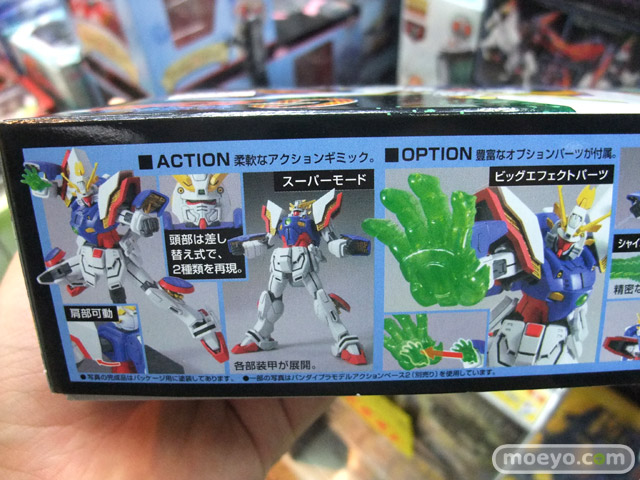 ■ACTION 柔軟なアクションギミック。
スーパーモード
頭部は差し
替え式で、
2種類を再現。
肩部可動
各部装甲が展開。
■OPTION 豊富なオプションパーツが付属。
ビッグエフェクトパーツ
シャイ
精密な
●写真の完成品はパッケージ用に塗装してあります。 ●一部の写真はバンダイプラモデルアクションベース2(別売り)を使用しています。
moeyo.com